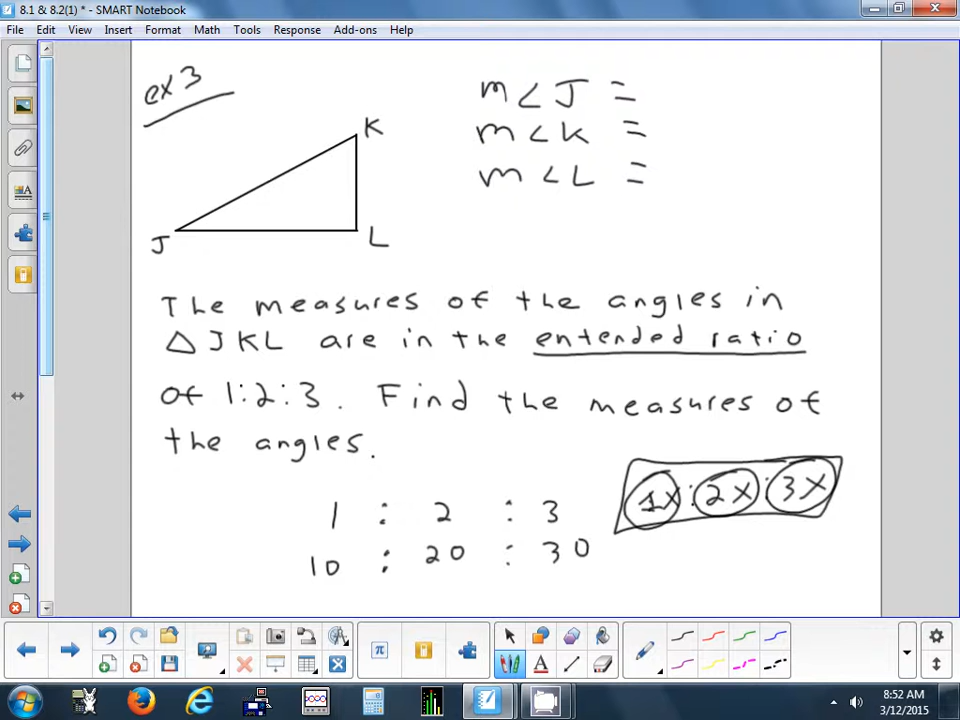 8.1 & 8.2(1) * - SMART Notebook
File Edit View Insert Format Math Tools Response Add-ons Help
ex 3
m∠J =
m∠K =
m∠L =
K
J
L
The measures of the angles in
△JKL are in the extended ratio
of 1:2:3. Find the measures of
the angles.
1x : 2x : 3x
1 : 2 : 3
10 : 20 : 30
π
A
8:52 AM
3/12/2015